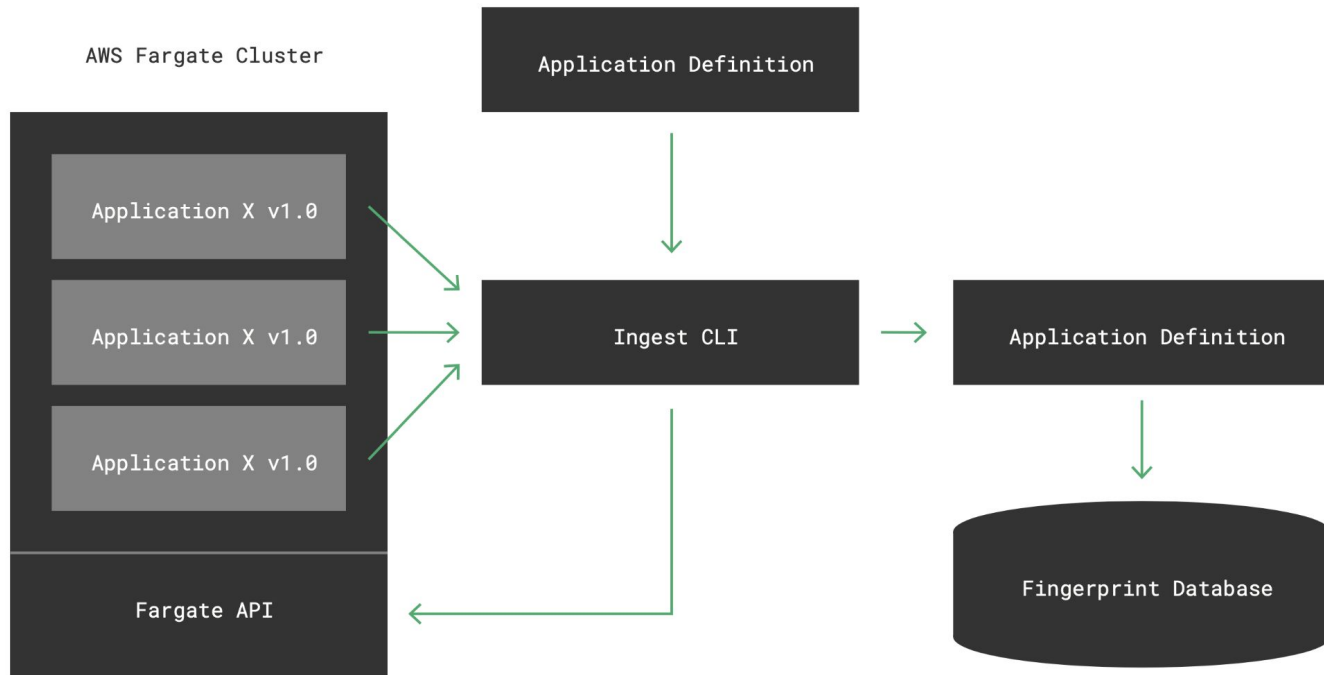 AWS Fargate Cluster
Application Definition
Application X v1.0
Application X v1.0
Application X v1.0
Fargate API
Ingest CLI
Application Definition
Fingerprint Database